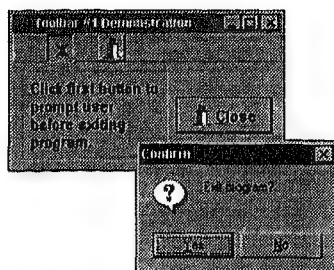 Toolbar #1 Demonstration
Click first button to
prompt user
before exiting
program.
Close
Confirm
Exit program?
Yes
No